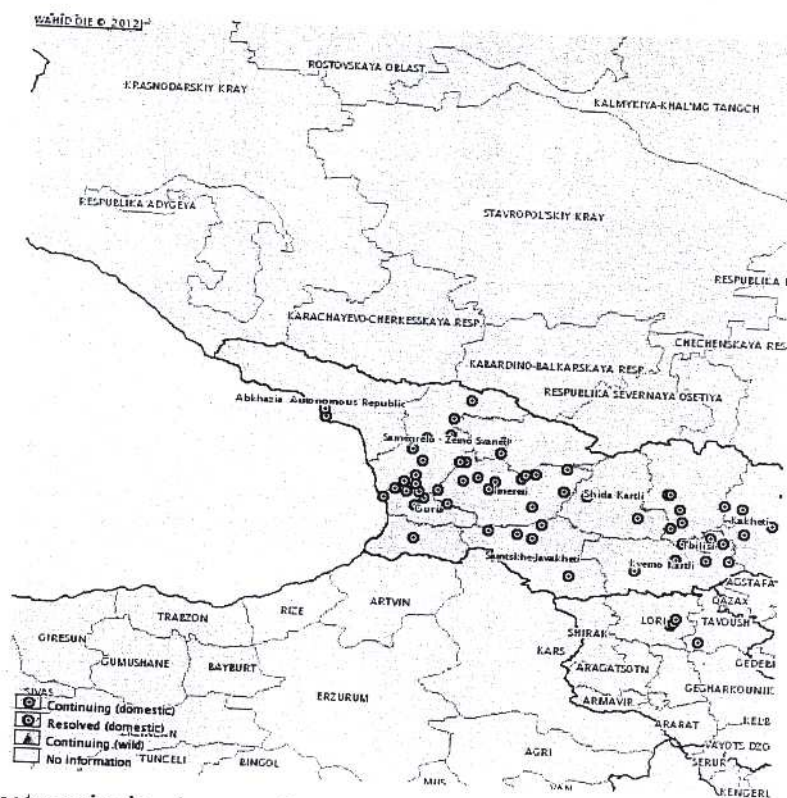 WAHID OIE © 2012
ROSTOVSKAYA OBLAST
KRASNODARSKIY KRAY
KALMYKIYA-KHAL'MG TANGCH
RESPUBLIKA ADYGEYA
STAVROPOL'SKIY KRAY
RESPUBLIKA
KARACHAYEVO-CHERKESSKAYA RESP.
CHECHENSKAYA RES
KABARDINO-BALKARSKAYA RESP.
RESPUBLIKA SEVERNAYA OSETIYA
Abkhazia Autonomous Republic
Samegrelo - Zemo Svaneti
Imereti
Shida Kartli
Guria
Kakheti
Tbilisi
Samtskhe-Javakheti
Kvemo Kartli
AGSTAFA
ARTVIN
RIZE
TRABZON
QAZAX
LORI
TAVOUSH
GIRESUN
SHIRAK
KARS
GUMUSHANE
BAYBURT
ARAGATSOTN
GEDEB
GEGHARKOUNIK
ERZURUM
SIVAS
ARMAVIR
ARARAT
KELB
Continuing (domestic)
Resolved (domestic)
Continuing (wild)
No information
TUNCELI
BINGOL
AGRI
VAYOTS DZO
SERUR
MUS
VAN
KENGERL